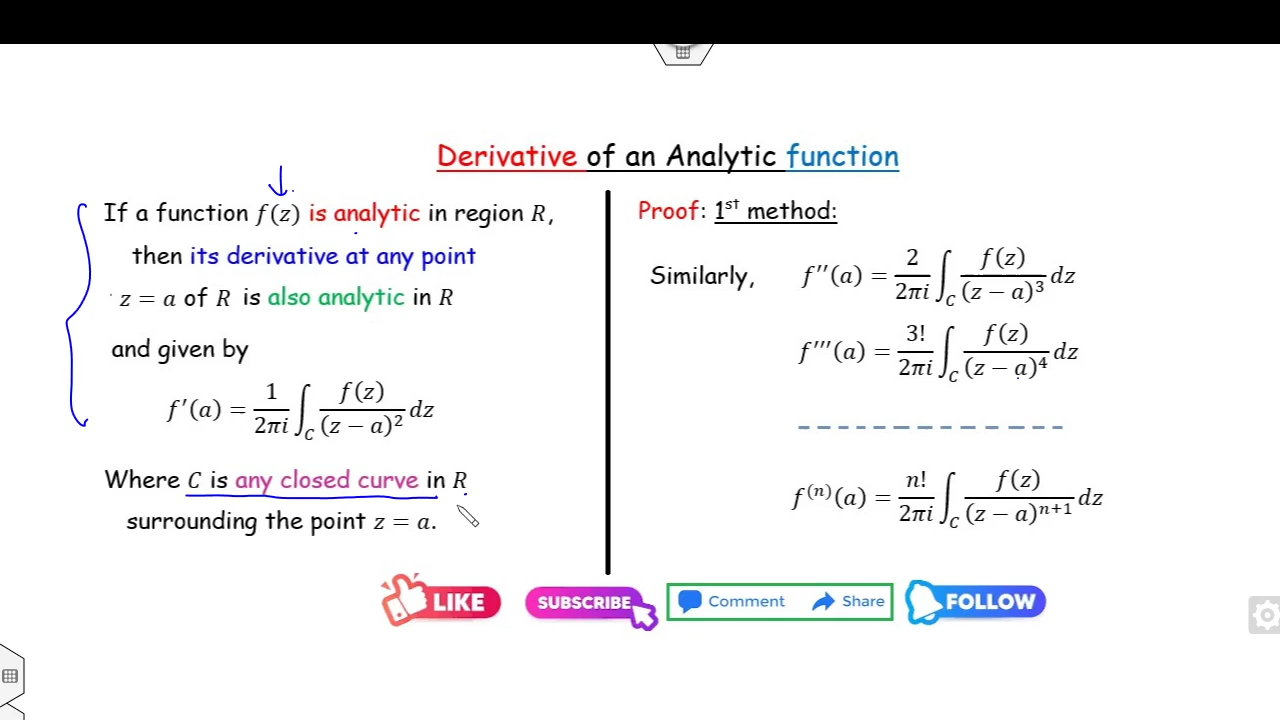 Derivative of an Analytic function
If a function f(z) is analytic in region R,
then its derivative at any point
z = a of R is also analytic in R
and given by
f′(a) = 1/2πi ∫_C f(z)/(z − a)² dz
Where C is any closed curve in R
surrounding the point z = a.
Proof: 1ˢᵗ method:
Similarly, f′′(a) = 2/2πi ∫_C f(z)/(z − a)³ dz
f′′′(a) = 3!/2πi ∫_C f(z)/(z − a)⁴ dz
f⁽ⁿ⁾(a) = n!/2πi ∫_C f(z)/(z − a)ⁿ⁺¹ dz
LIKE SUBSCRIBE Comment Share FOLLOW